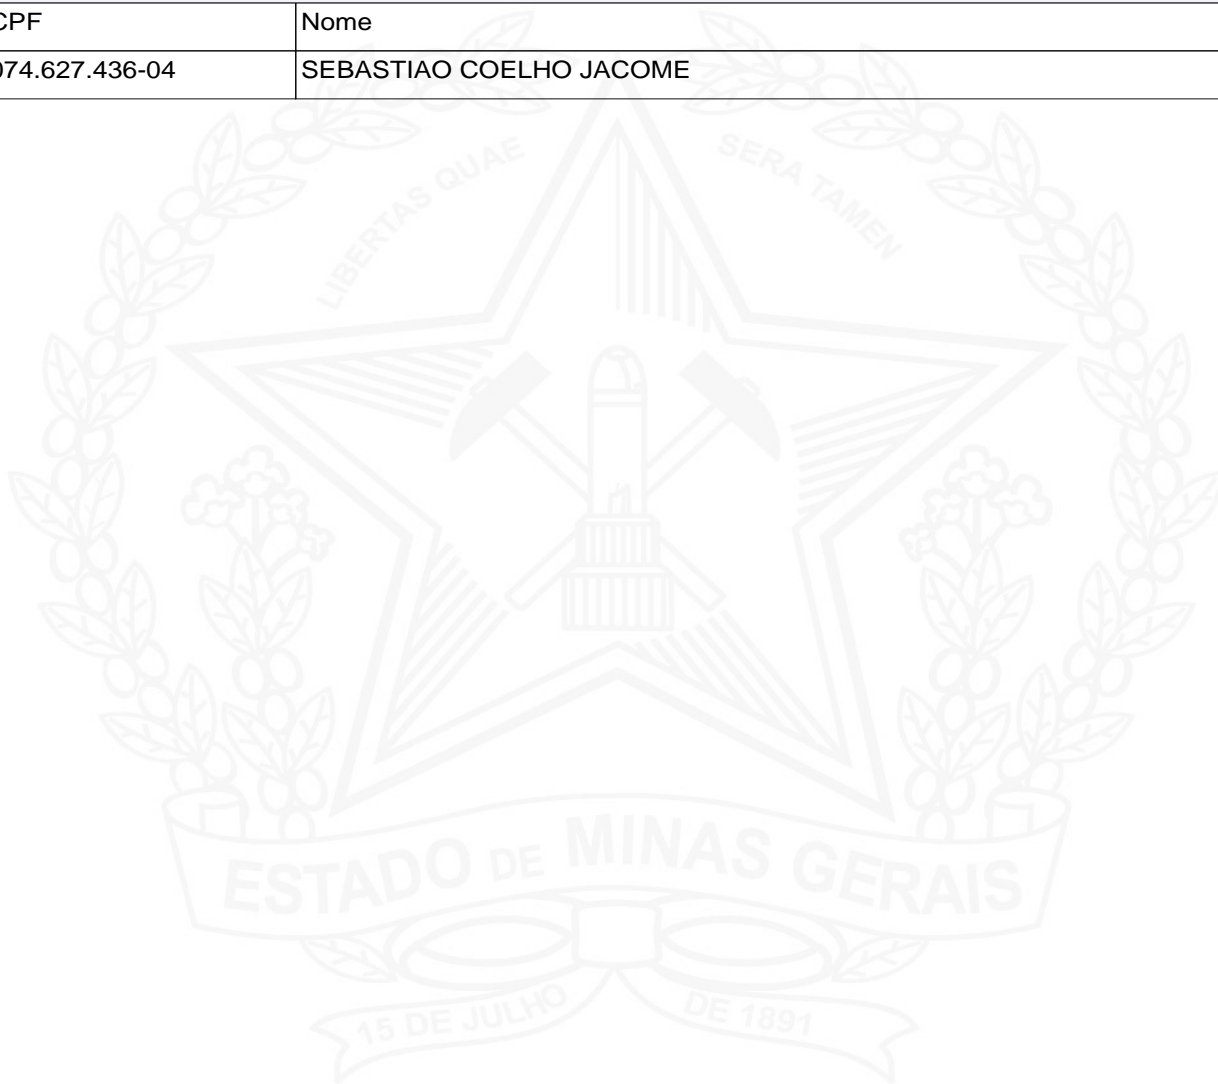 CPF Nome
074.627.436-04 SEBASTIAO COELHO JACOME
LIBERTAS QUAE SERA TAMEN
ESTADO DE MINAS GERAIS
15 DE JULHO DE 1891